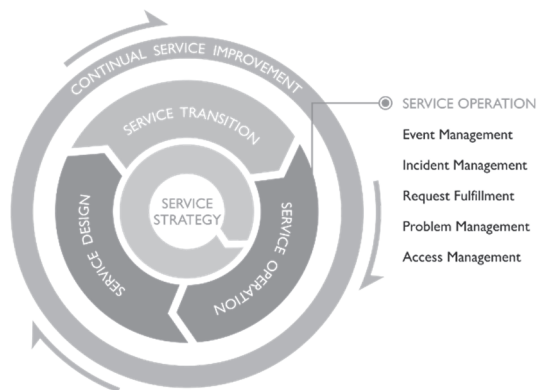 CONTINUAL SERVICE IMPROVEMENT
SERVICE TRANSITION
SERVICE
STRATEGY
SERVICE DESIGN
SERVICE OPERATION
SERVICE OPERATION
Event Management
Incident Management
Request Fulfillment
Problem Management
Access Management